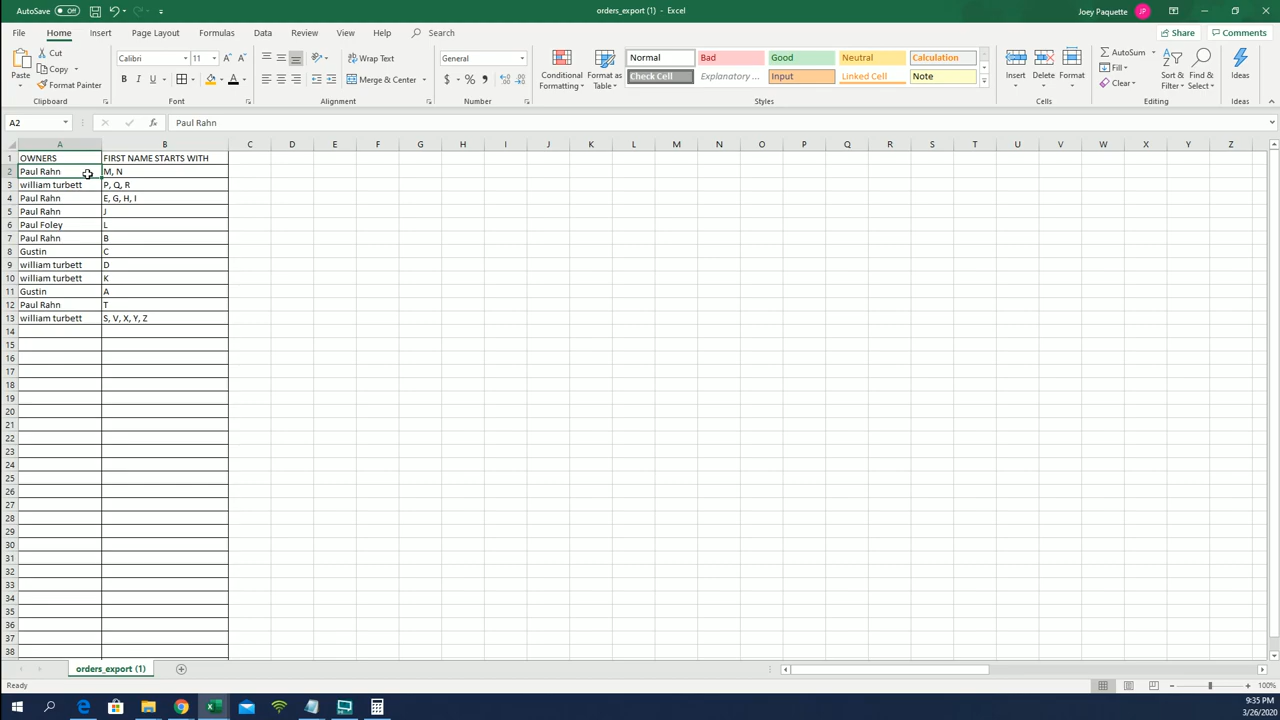 AutoSave Off orders_export (1) - Excel Joey Paquette JP
File Home Insert Page Layout Formulas Data Review View Help Search Share Comments
Paste Cut Copy Format Painter
Clipboard
Calibri 11
B I U
Font
Wrap Text
Merge & Center
Alignment
General
$ % ,
Number
Conditional Formatting Format as Table
Normal Bad Good Neutral Calculation
Check Cell Explanatory ... Input Linked Cell Note
Styles
Insert Delete Format
Cells
AutoSum
Fill
Clear
Sort & Filter Find & Select
Editing
Ideas
Ideas
A2 fx Paul Rahn
A B C D E F G H I J K L M N O P Q R S T U V W X Y Z
1 OWNERS FIRST NAME STARTS WITH
2 Paul Rahn M, N
3 william turbett P, Q, R
4 Paul Rahn E, G, H, I
5 Paul Rahn J
6 Paul Foley L
7 Paul Rahn B
8 Gustin C
9 william turbett D
10 william turbett K
11 Gustin A
12 Paul Rahn T
13 william turbett S, V, X, Y, Z
14
15
16
17
18
19
20
21
22
23
24
25
26
27
28
29
30
31
32
33
34
35
36
37
38
orders_export (1)
Ready 100%
9:35 PM
3/26/2020